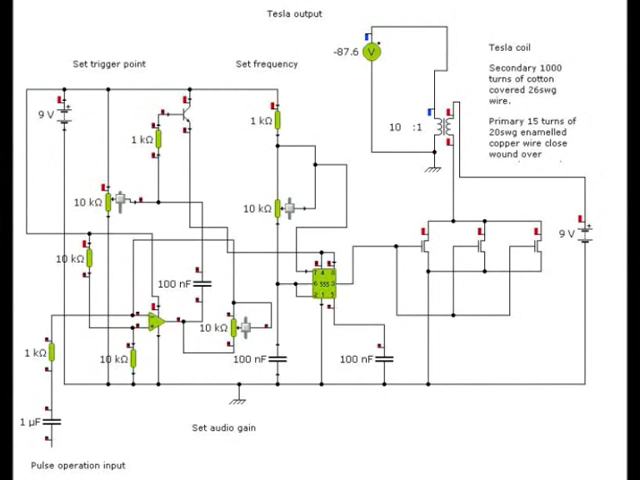 Tesla output
-87.6
V
Tesla coil
Set trigger point
Set frequency
Secondary 1000
turns of cotton
covered 26swg
wire.
9 V
1 kΩ
10 :1
Primary 15 turns of
20swg enamelled
copper wire close
wound over
1 kΩ
10 kΩ
10 kΩ
9 V
10 kΩ
100 nF
555
10 kΩ
1 kΩ
10 kΩ
100 nF
100 nF
1 µF
Set audio gain
Pulse operation input